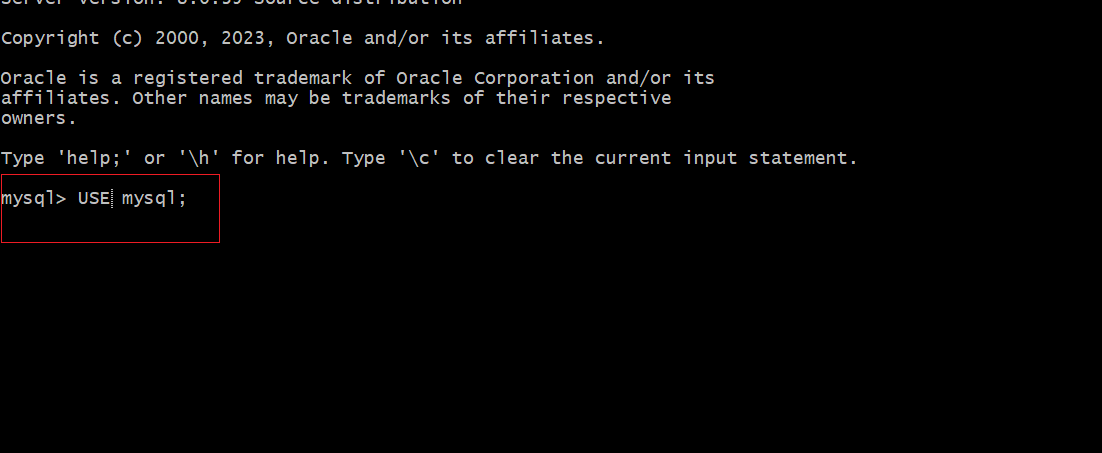 Server version: 8.0.35 Source distribution
Copyright (c) 2000, 2023, Oracle and/or its affiliates.
Oracle is a registered trademark of Oracle Corporation and/or its
affiliates. Other names may be trademarks of their respective
owners.
Type 'help;' or '\h' for help. Type '\c' to clear the current input statement.
mysql> USE mysql;